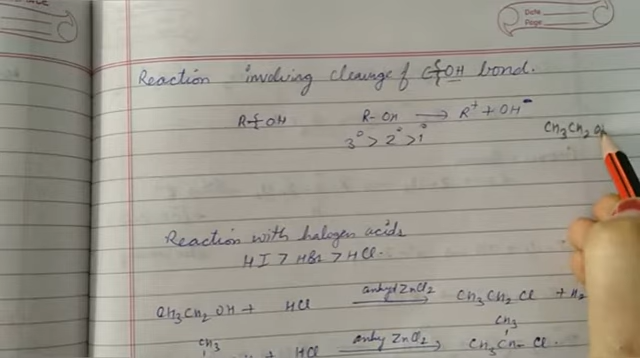 Date
Page
Reaction involving cleavage of C OH bond.
R OH R-OH → R⁺ + OH⁻
3° > 2° > 1°
CH3CH2
Reaction with halogen acids
HI > HBr > HCl.
CH3CH2OH + HCl anhyd ZnCl2 → CH3CH2Cl +
CH3 CH3
+ HCl anhy ZnCl2 → CH3CH-Cl.